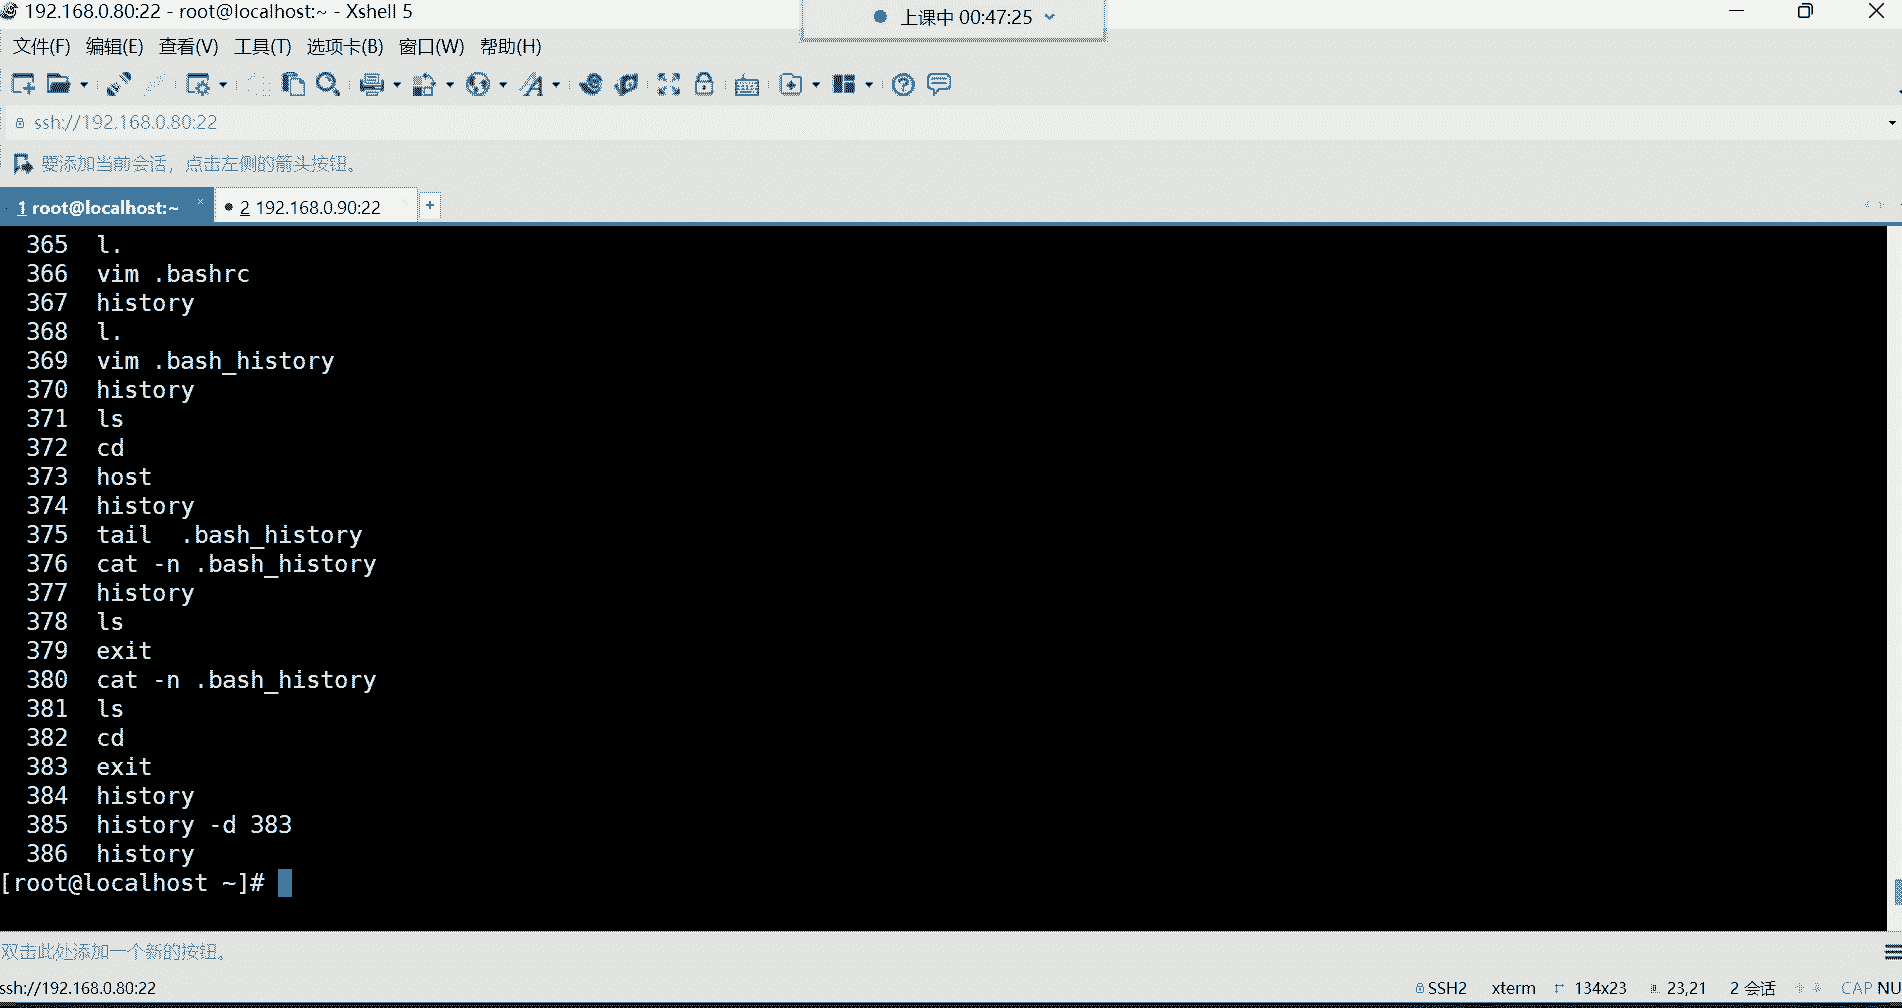 192.168.0.80:22 - root@localhost:~ - Xshell 5
上课中 00:47:25
文件(F) 编辑(E) 查看(V) 工具(T) 选项卡(B) 窗口(W) 帮助(H)
ssh://192.168.0.80:22
要添加当前会话，点击左侧的箭头按钮。
1 root@localhost:~ × 2 192.168.0.90:22 +
365 l.
366 vim .bashrc
367 history
368 l.
369 vim .bash_history
370 history
371 ls
372 cd
373 host
374 history
375 tail  .bash_history
376 cat -n .bash_history
377 history
378 ls
379 exit
380 cat -n .bash_history
381 ls
382 cd
383 exit
384 history
385 history -d 383
386 history
[root@localhost ~]#
双击此处添加一个新的按钮。
ssh://192.168.0.80:22 SSH2 xterm 134x23 23,21 2 会话 CAP NU